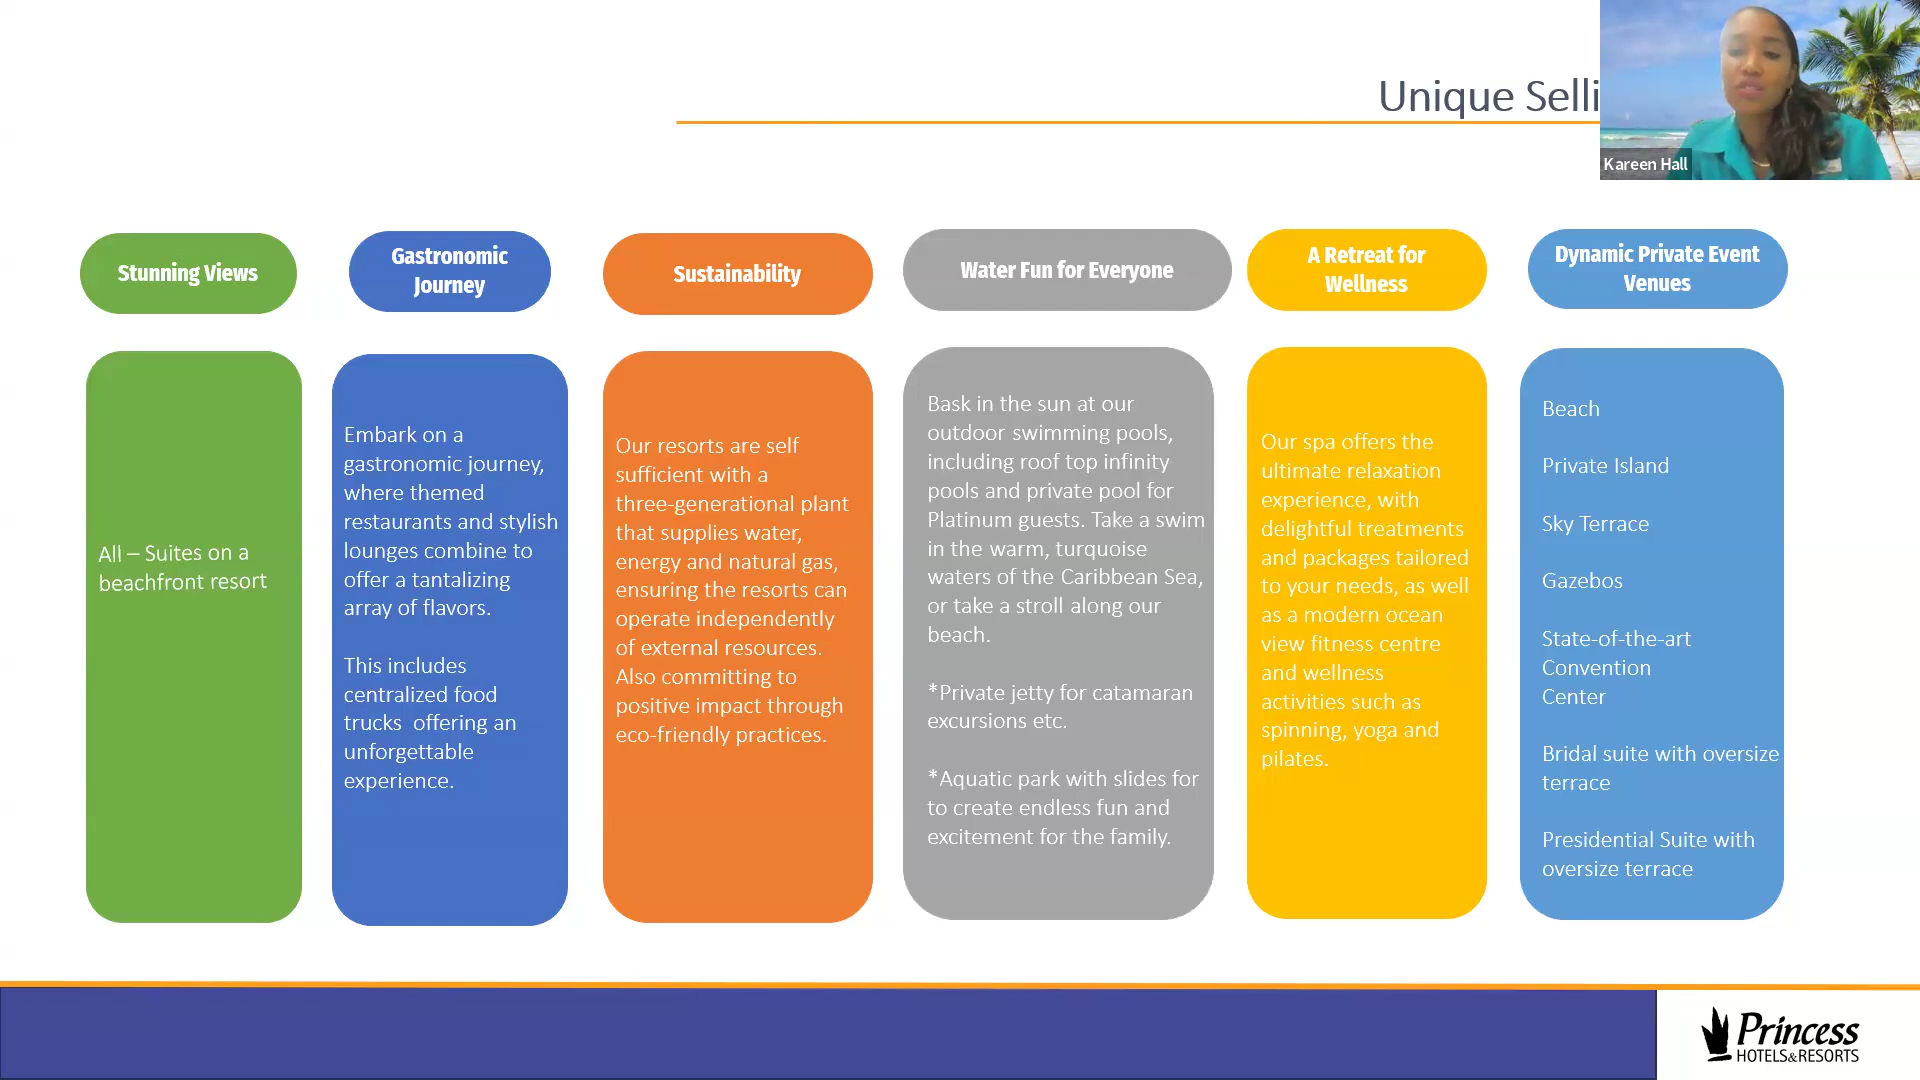 Unique Selli
Kareen Hall
Stunning Views
Gastronomic
Journey
Sustainability
Water Fun for Everyone
A Retreat for
Wellness
Dynamic Private Event
Venues
All – Suites on a
beachfront resort
Embark on a
gastronomic journey,
where themed
restaurants and stylish
lounges combine to
offer a tantalizing
array of flavors.
This includes
centralized food
trucks  offering an
unforgettable
experience.
Our resorts are self
sufficient with a
three-generational plant
that supplies water,
energy and natural gas,
ensuring the resorts can
operate independently
of external resources.
Also committing to
positive impact through
eco-friendly practices.
Bask in the sun at our
outdoor swimming pools,
including roof top infinity
pools and private pool for
Platinum guests. Take a swim
in the warm, turquoise
waters of the Caribbean Sea,
or take a stroll along our
beach.
*Private jetty for catamaran
excursions etc.
*Aquatic park with slides for
to create endless fun and
excitement for the family.
Our spa offers the
ultimate relaxation
experience, with
delightful treatments
and packages tailored
to your needs, as well
as a modern ocean
view fitness centre
and wellness
activities such as
spinning, yoga and
pilates.
Beach
Private Island
Sky Terrace
Gazebos
State-of-the-art
Convention
Center
Bridal suite with oversize
terrace
Presidential Suite with
oversize terrace
Princess
HOTELS&RESORTS